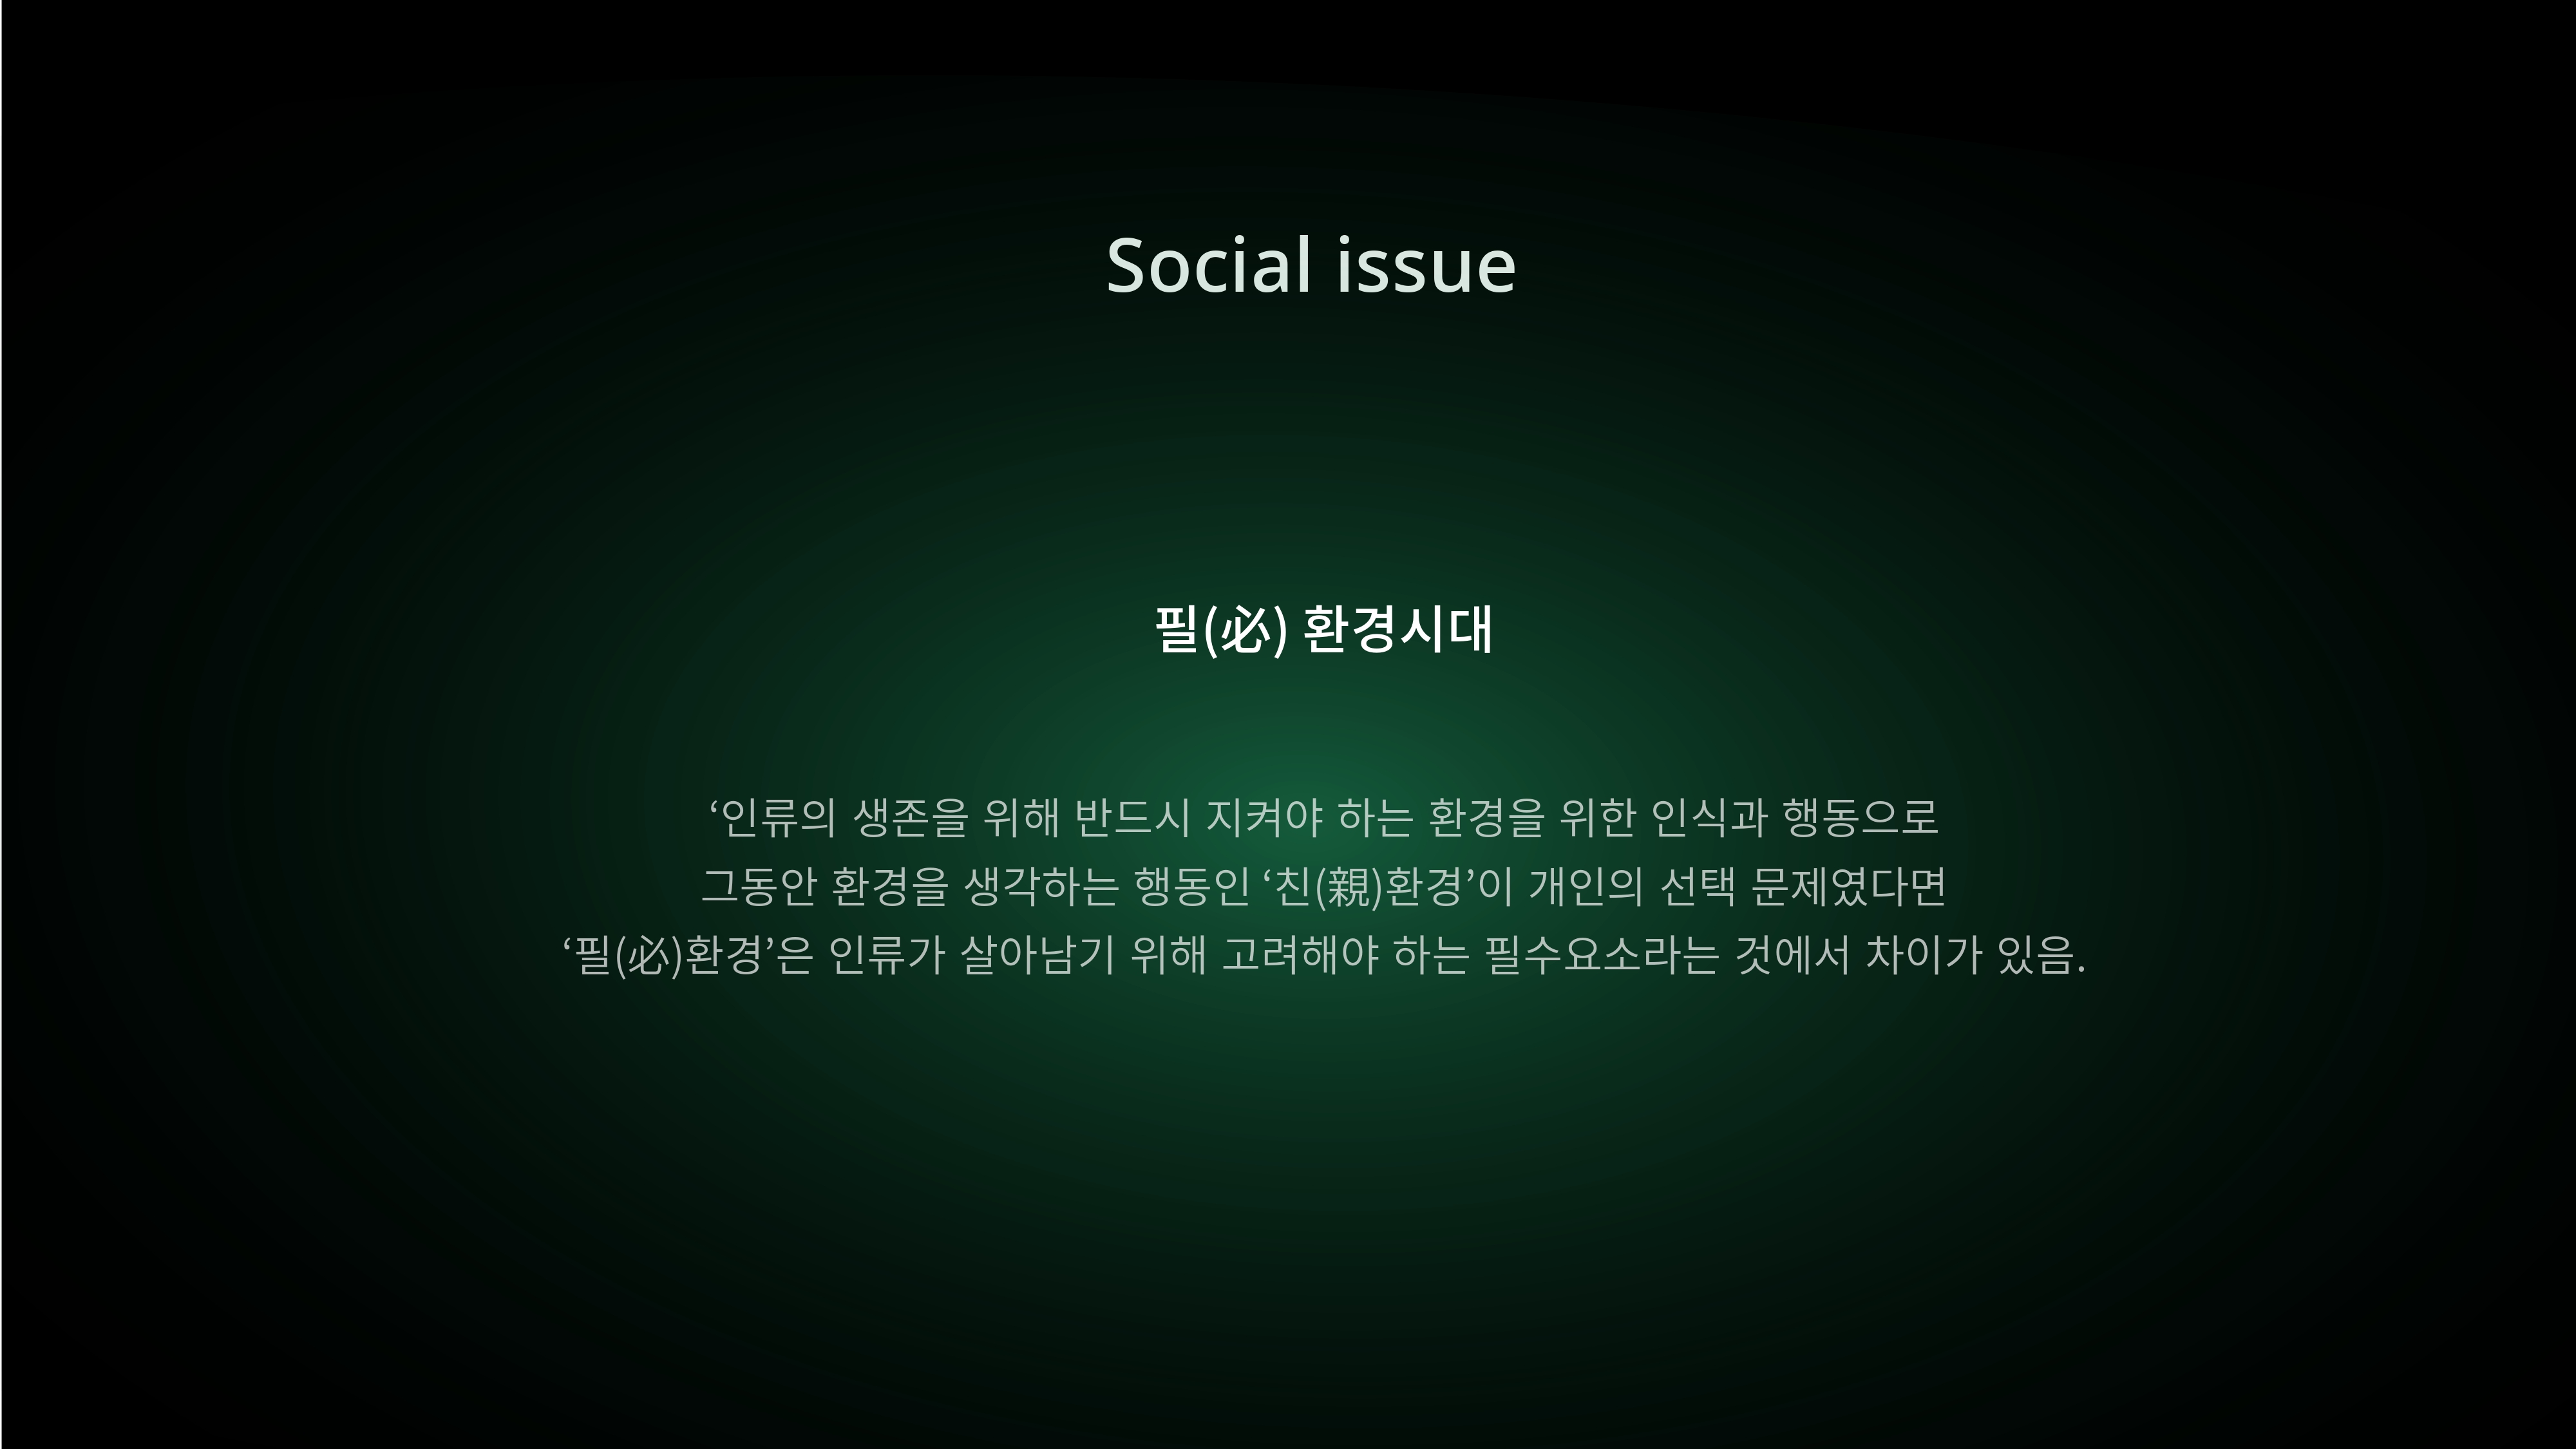 Social issue
필(必) 환경시대
‘인류의 생존을 위해 반드시 지켜야 하는 환경을 위한 인식과 행동으로
그동안 환경을 생각하는 행동인 ‘친(親)환경’이 개인의 선택 문제였다면
‘필(必)환경’은 인류가 살아남기 위해 고려해야 하는 필수요소라는 것에서 차이가 있음.